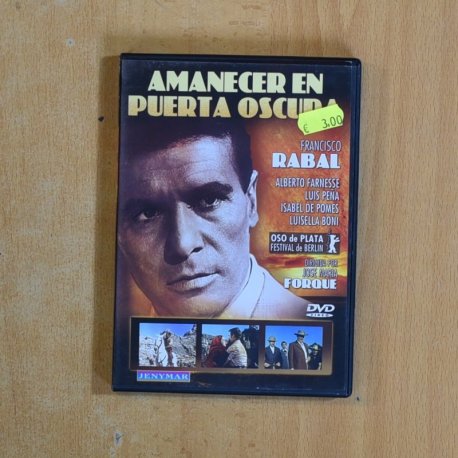 AMANECER EN
PUERTA OSCURA
€ 3.00
FRANCISCO
RABAL
ALBERTO FARNESSE
LUIS PEÑA
ISABEL DE POMES
LUISELLA BONI
OSO de PLATA
FESTIVAL de BERLIN
DIRIGIDA POR
JOSE MARIA
FORQUE
DVD
VIDEO
JENYMAR